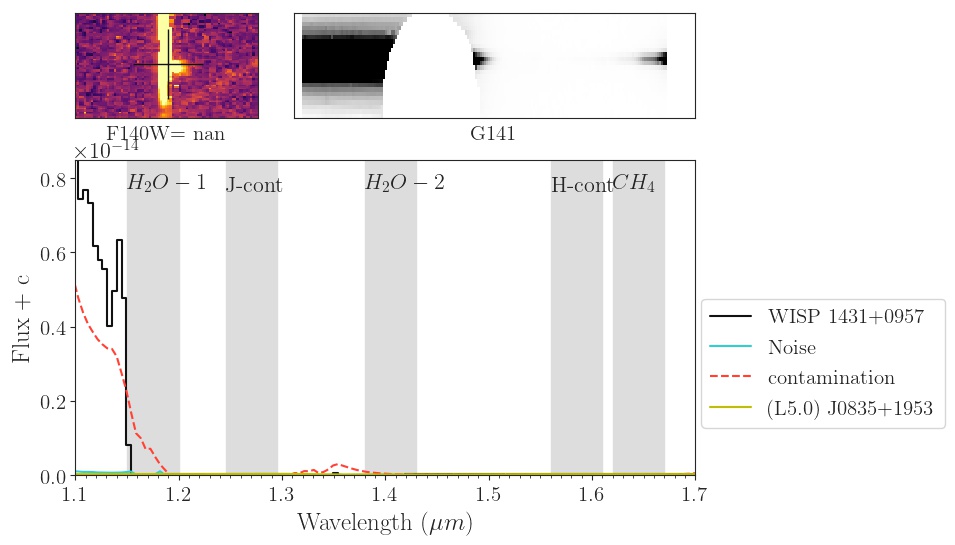 F140W= nan
G141
×10⁻¹⁴
H₂O − 1
J-cont
H₂O − 2
H-cont
CH₄
0.8
0.6
0.4
0.2
0.0
Flux + c
1.1
1.2
1.3
1.4
1.5
1.6
1.7
Wavelength (μm)
WISP 1431+0957
Noise
contamination
(L5.0) J0835+1953